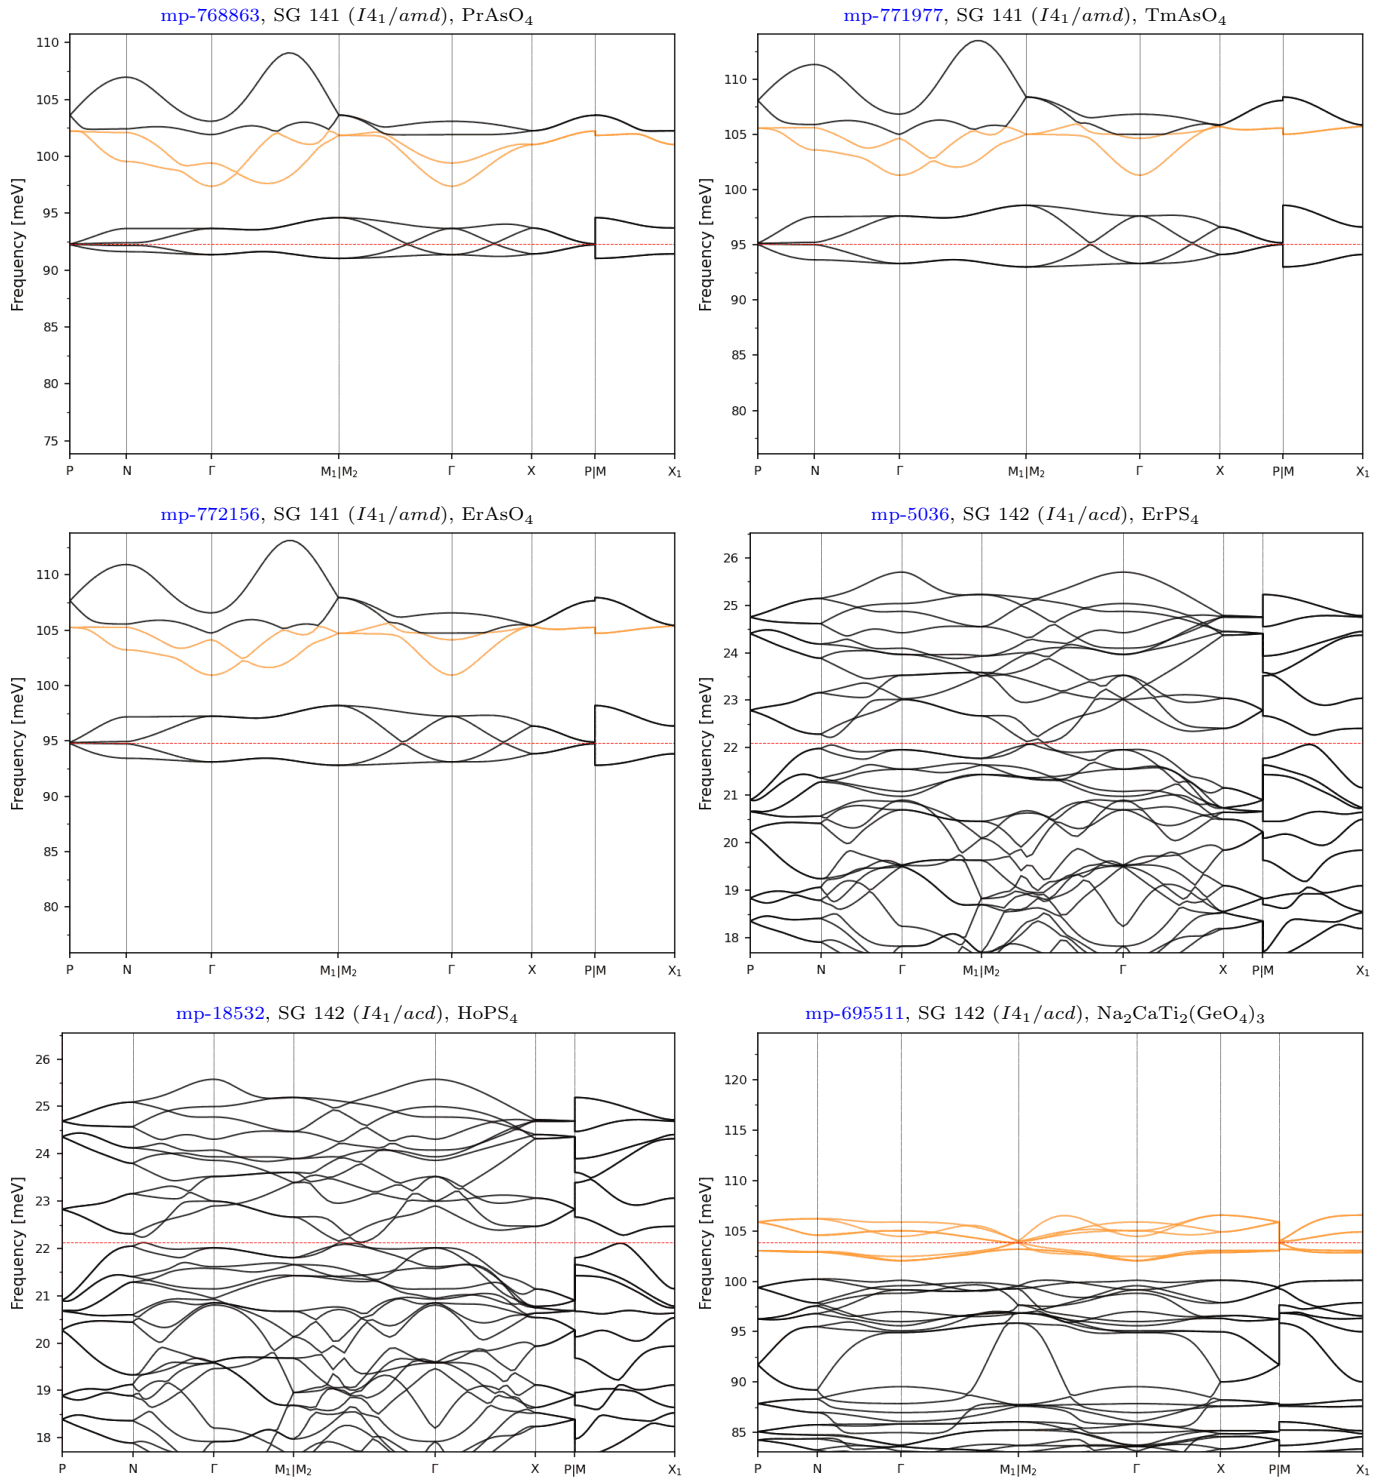 mp-768863, SG 141 (I4₁/amd), PrAsO₄
110
105
100
95
90
85
80
75
Frequency [meV]
P N Γ M₁|M₂ Γ X P|M X₁
mp-771977, SG 141 (I4₁/amd), TmAsO₄
110
105
100
95
90
85
80
Frequency [meV]
P N Γ M₁|M₂ Γ X P|M X₁
mp-772156, SG 141 (I4₁/amd), ErAsO₄
110
105
100
95
90
85
80
Frequency [meV]
P N Γ M₁|M₂ Γ X P|M X₁
mp-5036, SG 142 (I4₁/acd), ErPS₄
26
25
24
23
22
21
20
19
18
Frequency [meV]
P N Γ M₁|M₂ Γ X P|M X₁
mp-18532, SG 142 (I4₁/acd), HoPS₄
26
25
24
23
22
21
20
19
18
Frequency [meV]
P N Γ M₁|M₂ Γ X P|M X₁
mp-695511, SG 142 (I4₁/acd), Na₂CaTi₂(GeO₄)₃
120
115
110
105
100
95
90
85
Frequency [meV]
P N Γ M₁|M₂ Γ X P|M X₁